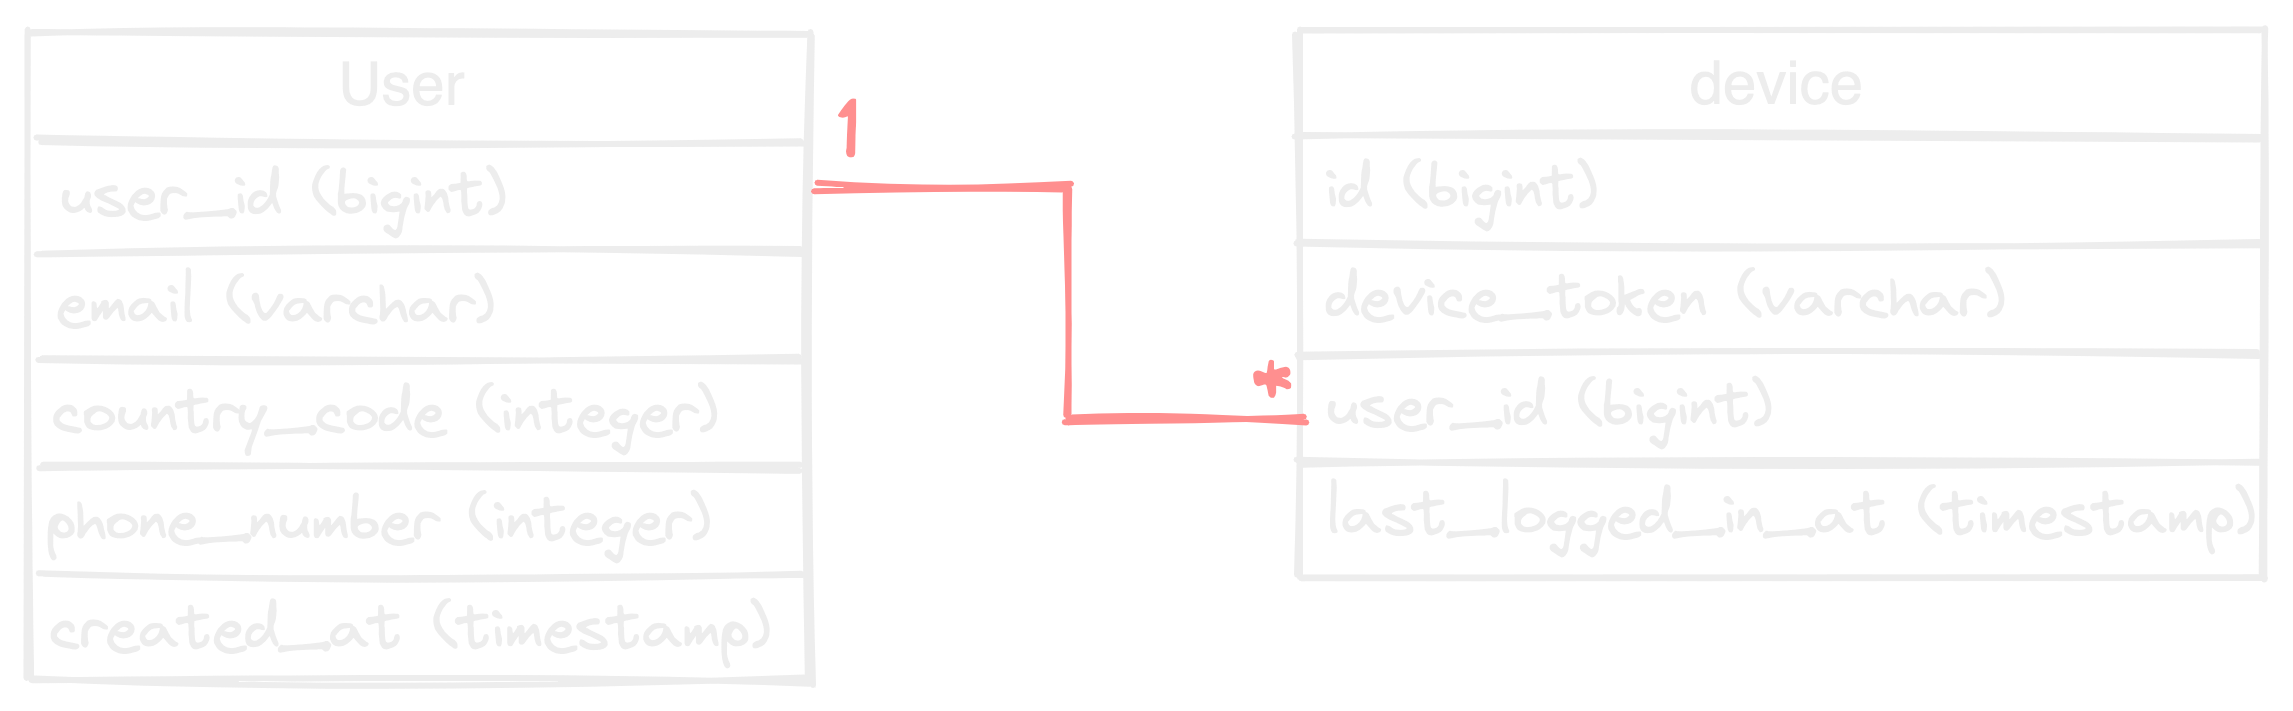 User
user_id (bigint)
email (varchar)
country_code (integer)
phone_number (integer)
created_at (timestamp)
1
*
device
id (bigint)
device_token (varchar)
user_id (bigint)
last_logged_in_at (timestamp)